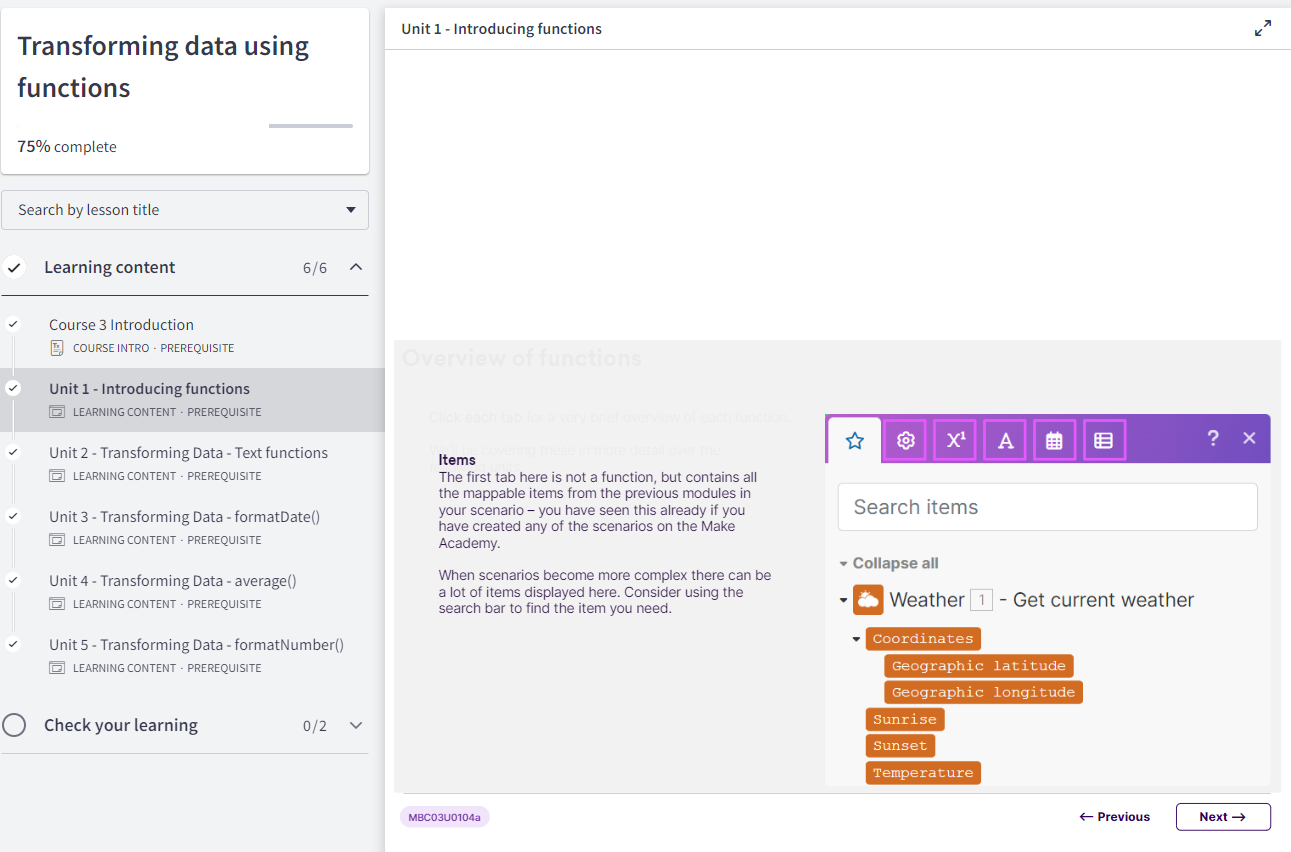 Transforming data using
functions
75% complete
Search by lesson title
Learning content 6/6
Course 3 Introduction
COURSE INTRO · PREREQUISITE
Unit 1 - Introducing functions
LEARNING CONTENT · PREREQUISITE
Unit 2 - Transforming Data - Text functions
LEARNING CONTENT · PREREQUISITE
Unit 3 - Transforming Data - formatDate()
LEARNING CONTENT · PREREQUISITE
Unit 4 - Transforming Data - average()
LEARNING CONTENT · PREREQUISITE
Unit 5 - Transforming Data - formatNumber()
LEARNING CONTENT · PREREQUISITE
Check your learning 0/2
Unit 1 - Introducing functions
Overview of functions
Click each tab for a very brief overview of each function.
Items
The first tab here is not a function, but contains all
the mappable items from the previous modules in
your scenario – you have seen this already if you
have created any of the scenarios on the Make
Academy.
When scenarios become more complex there can be
a lot of items displayed here. Consider using the
search bar to find the item you need.
X¹ A ? ×
Search items
Collapse all
Weather 1 - Get current weather
Coordinates
Geographic latitude
Geographic longitude
Sunrise
Sunset
Temperature
MBC03U0104a
← Previous Next →